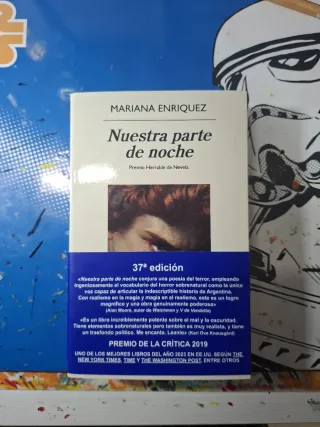 MARIANA ENRIQUEZ
Nuestra parte
de noche
Premio Herralde de Novela
37ª edición
«Nuestra parte de noche conjura una poesía del terror, empleando
ingeniosamente el vocabulario del horror sobrenatural como la única
voz capaz de articular la indescriptible historia de Argentina.
Con realismo en la magia y magia en el realismo, este es un logro
magnífico y una obra genuinamente poderosa»
(Alan Moore, autor de Watchmen y V de Vendetta)
«Es un libro increíblemente potente sobre el mal y la oscuridad.
Tiene elementos sobrenaturales pero también es muy realista, y tiene
un trasfondo político. Me encanta. Leanlo» (Karl Ove Knausgård)
PREMIO DE LA CRÍTICA 2019
UNO DE LOS MEJORES LIBROS DEL AÑO 2023 EN EE.UU. SEGÚN THE
NEW YORK TIMES, TIME Y THE WASHINGTON POST, ENTRE OTROS